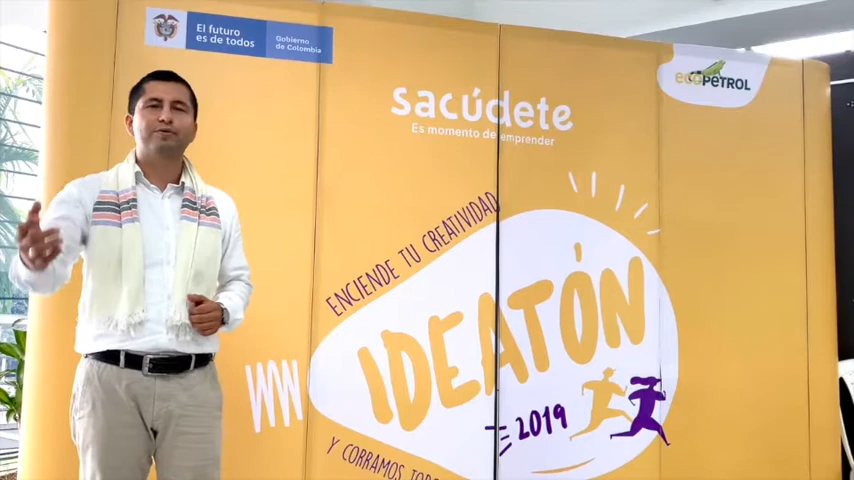 El futuro
es de todos
Gobierno
de Colombia
ecoPETROL
sacúdete
Es momento de emprender
ENCIENDE TU CREATIVIDAD
IDEATÓN
2019
Y CORRAMOS